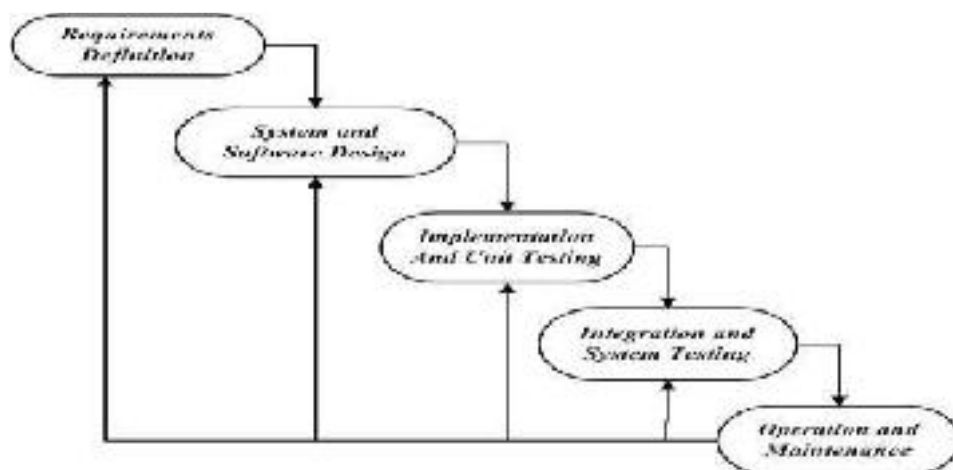 Requirements
Definition
System and
Software Design
Implementation
And Unit Testing
Integration and
System Testing
Operation and
Maintenance